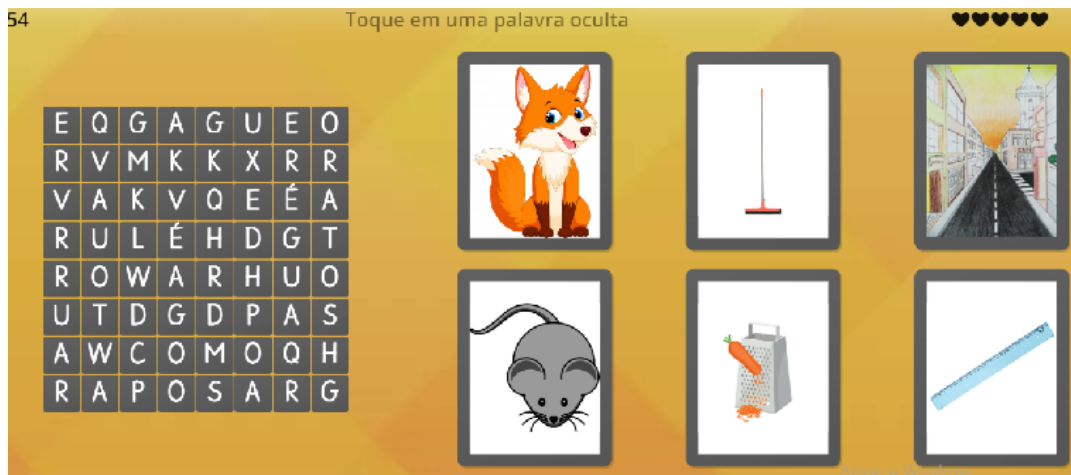 54
Toque em uma palavra oculta
E Q G A G U E O
R V M K K X R R
V A K V Q E É A
R U L É H D G T
R O W A R H U O
U T D G D P A S
A W C O M O Q H
R A P O S A R G